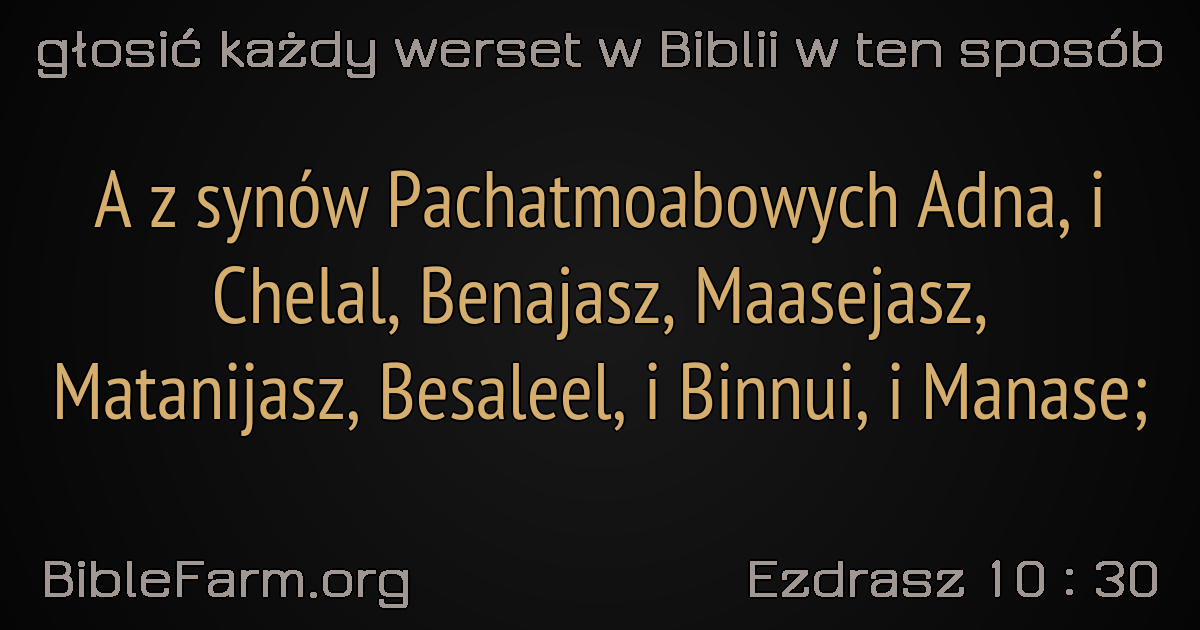 głosić każdy werset w Biblii w ten sposób
A z synów Pachatmoabowych Adna, i
Chelal, Benajasz, Maasejasz,
Matanijasz, Besaleel, i Binnui, i Manase;
BibleFarm.org
Ezdrasz 10 : 30